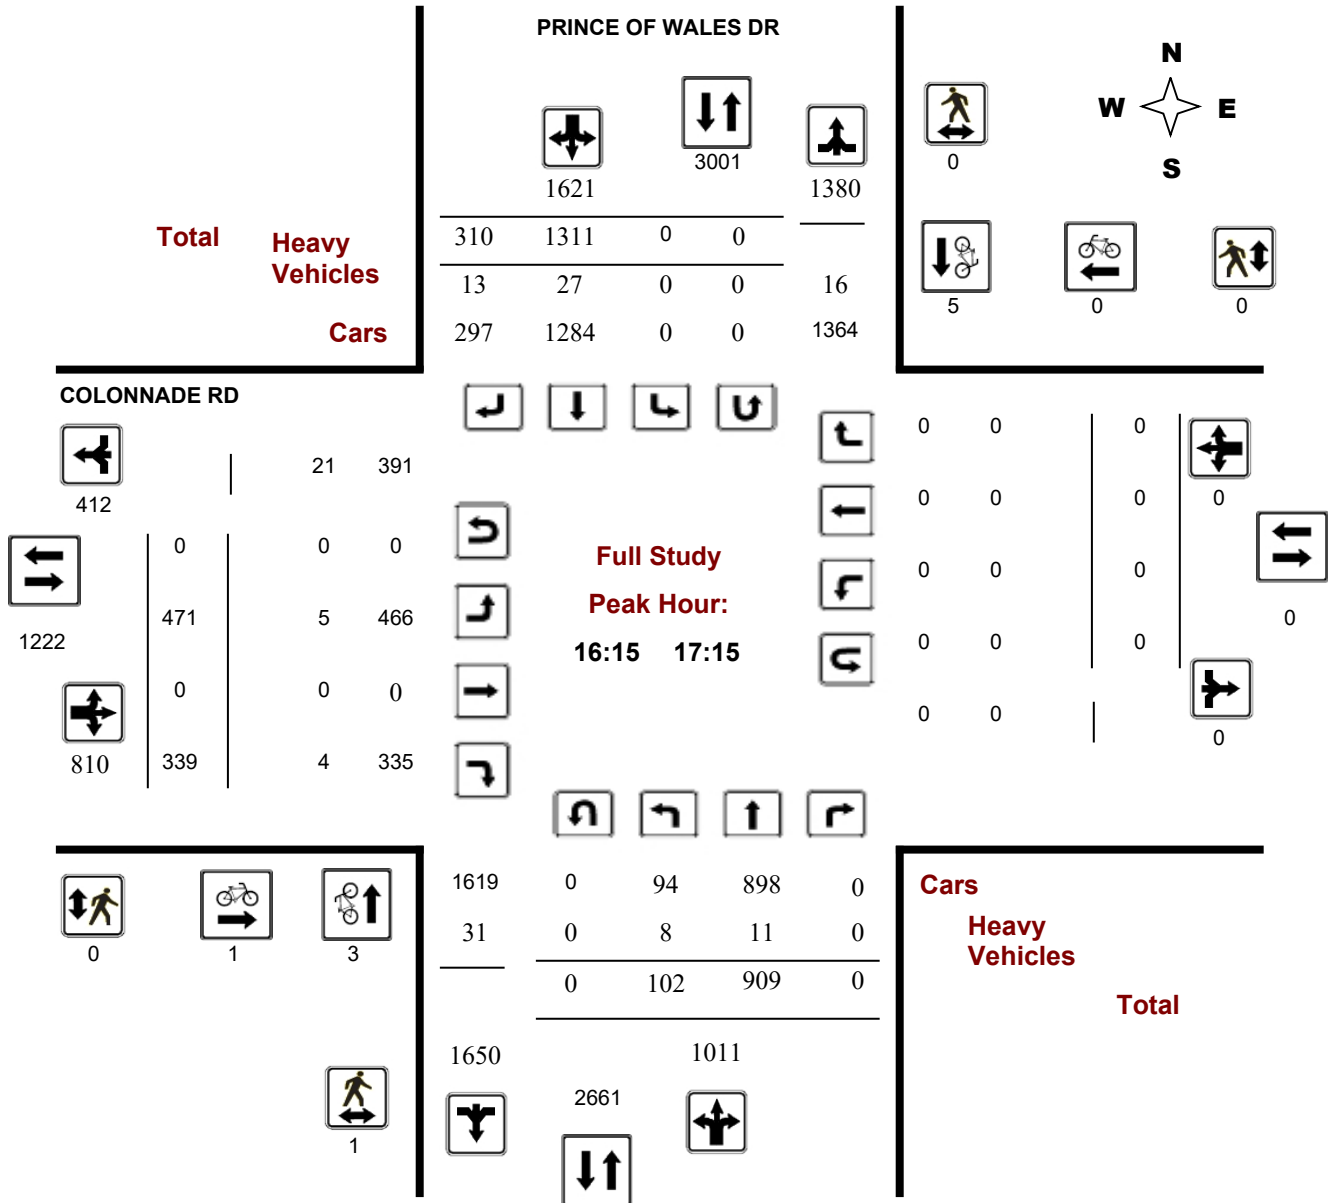 PRINCE OF WALES DR
N
W E
S
3001
0
1621 1380
Total Heavy
Vehicles
Cars
310 1311 0 0
13 27 0 0 16
297 1284 0 0 1364
5 0 0
COLONNADE RD
21 391
412
0 0 0
471 5 466
1222
0 0 0
810 339 4 335
Full Study
Peak Hour:
16:15 17:15
0 0 0
0 0 0 0
0 0 0
0 0 0
0
0 0
0
1619 0 94 898 0
31 0 8 11 0
0 102 909 0
0 1 3
Cars
Heavy
Vehicles
Total
1650 1011
2661
1